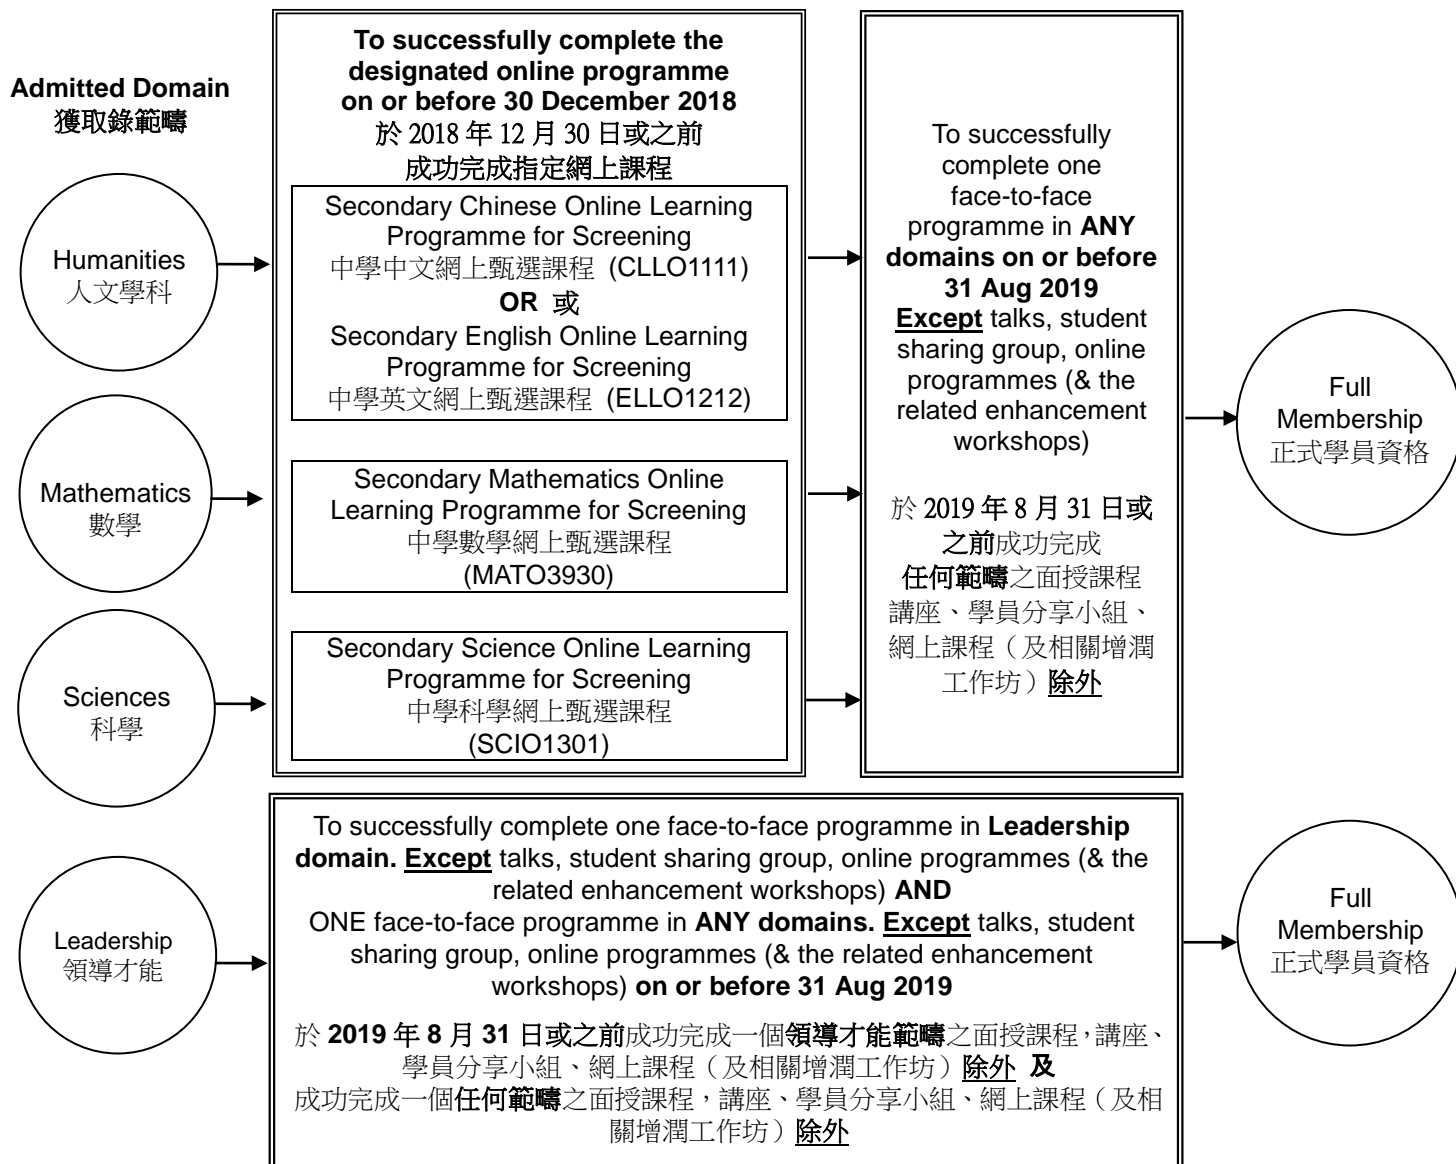 Admitted Domain
獲取錄範疇
To successfully complete the
designated online programme
on or before 30 December 2018
於 2018 年 12 月 30 日或之前
成功完成指定網上課程
Humanities
人文學科
Secondary Chinese Online Learning
Programme for Screening
中學中文網上甄選課程 (CLLO1111)
OR 或
Secondary English Online Learning
Programme for Screening
中學英文網上甄選課程 (ELLO1212)
Mathematics
數學
Secondary Mathematics Online
Learning Programme for Screening
中學數學網上甄選課程
(MATO3930)
Sciences
科學
Secondary Science Online Learning
Programme for Screening
中學科學網上甄選課程
(SCIO1301)
To successfully
complete one
face-to-face
programme in ANY
domains on or before
31 Aug 2019
Except talks, student
sharing group, online
programmes (& the
related enhancement
workshops)
於 2019 年 8 月 31 日或
之前成功完成
任何範疇之面授課程
講座、學員分享小組、
網上課程（及相關增潤
工作坊）除外
Full
Membership
正式學員資格
Leadership
領導才能
To successfully complete one face-to-face programme in Leadership
domain. Except talks, student sharing group, online programmes (& the
related enhancement workshops) AND
ONE face-to-face programme in ANY domains. Except talks, student
sharing group, online programmes (& the related enhancement
workshops) on or before 31 Aug 2019
於 2019 年 8 月 31 日或之前成功完成一個領導才能範疇之面授課程，講座、
學員分享小組、網上課程（及相關增潤工作坊）除外 及
成功完成一個任何範疇之面授課程，講座、學員分享小組、網上課程（及相
關增潤工作坊）除外
Full
Membership
正式學員資格